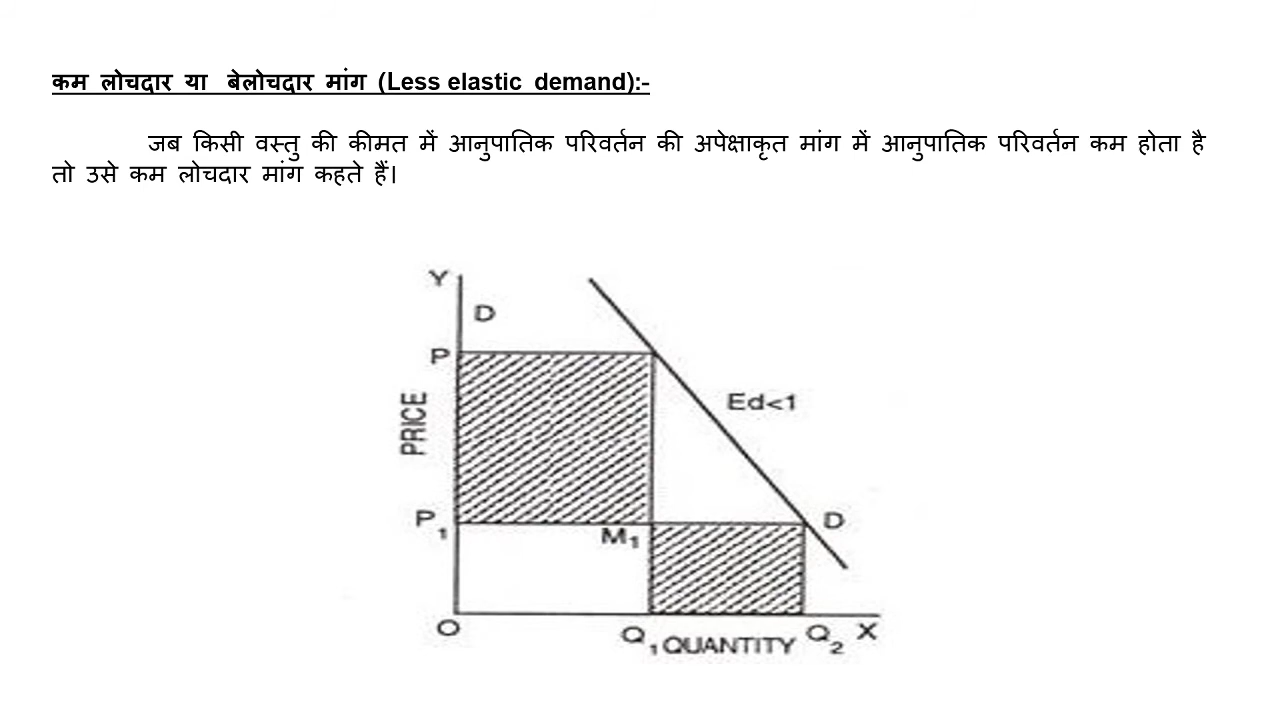 कम लोचदार या बेलोचदार मांग (Less elastic demand):-
जब किसी वस्तु की कीमत में आनुपातिक परिवर्तन की अपेक्षाकृत मांग में आनुपातिक परिवर्तन कम होता है
तो उसे कम लोचदार मांग कहते हैं।
Y
D
P
Ed<1
PRICE
P1
D
M1
O
Q1 QUANTITY Q2 X